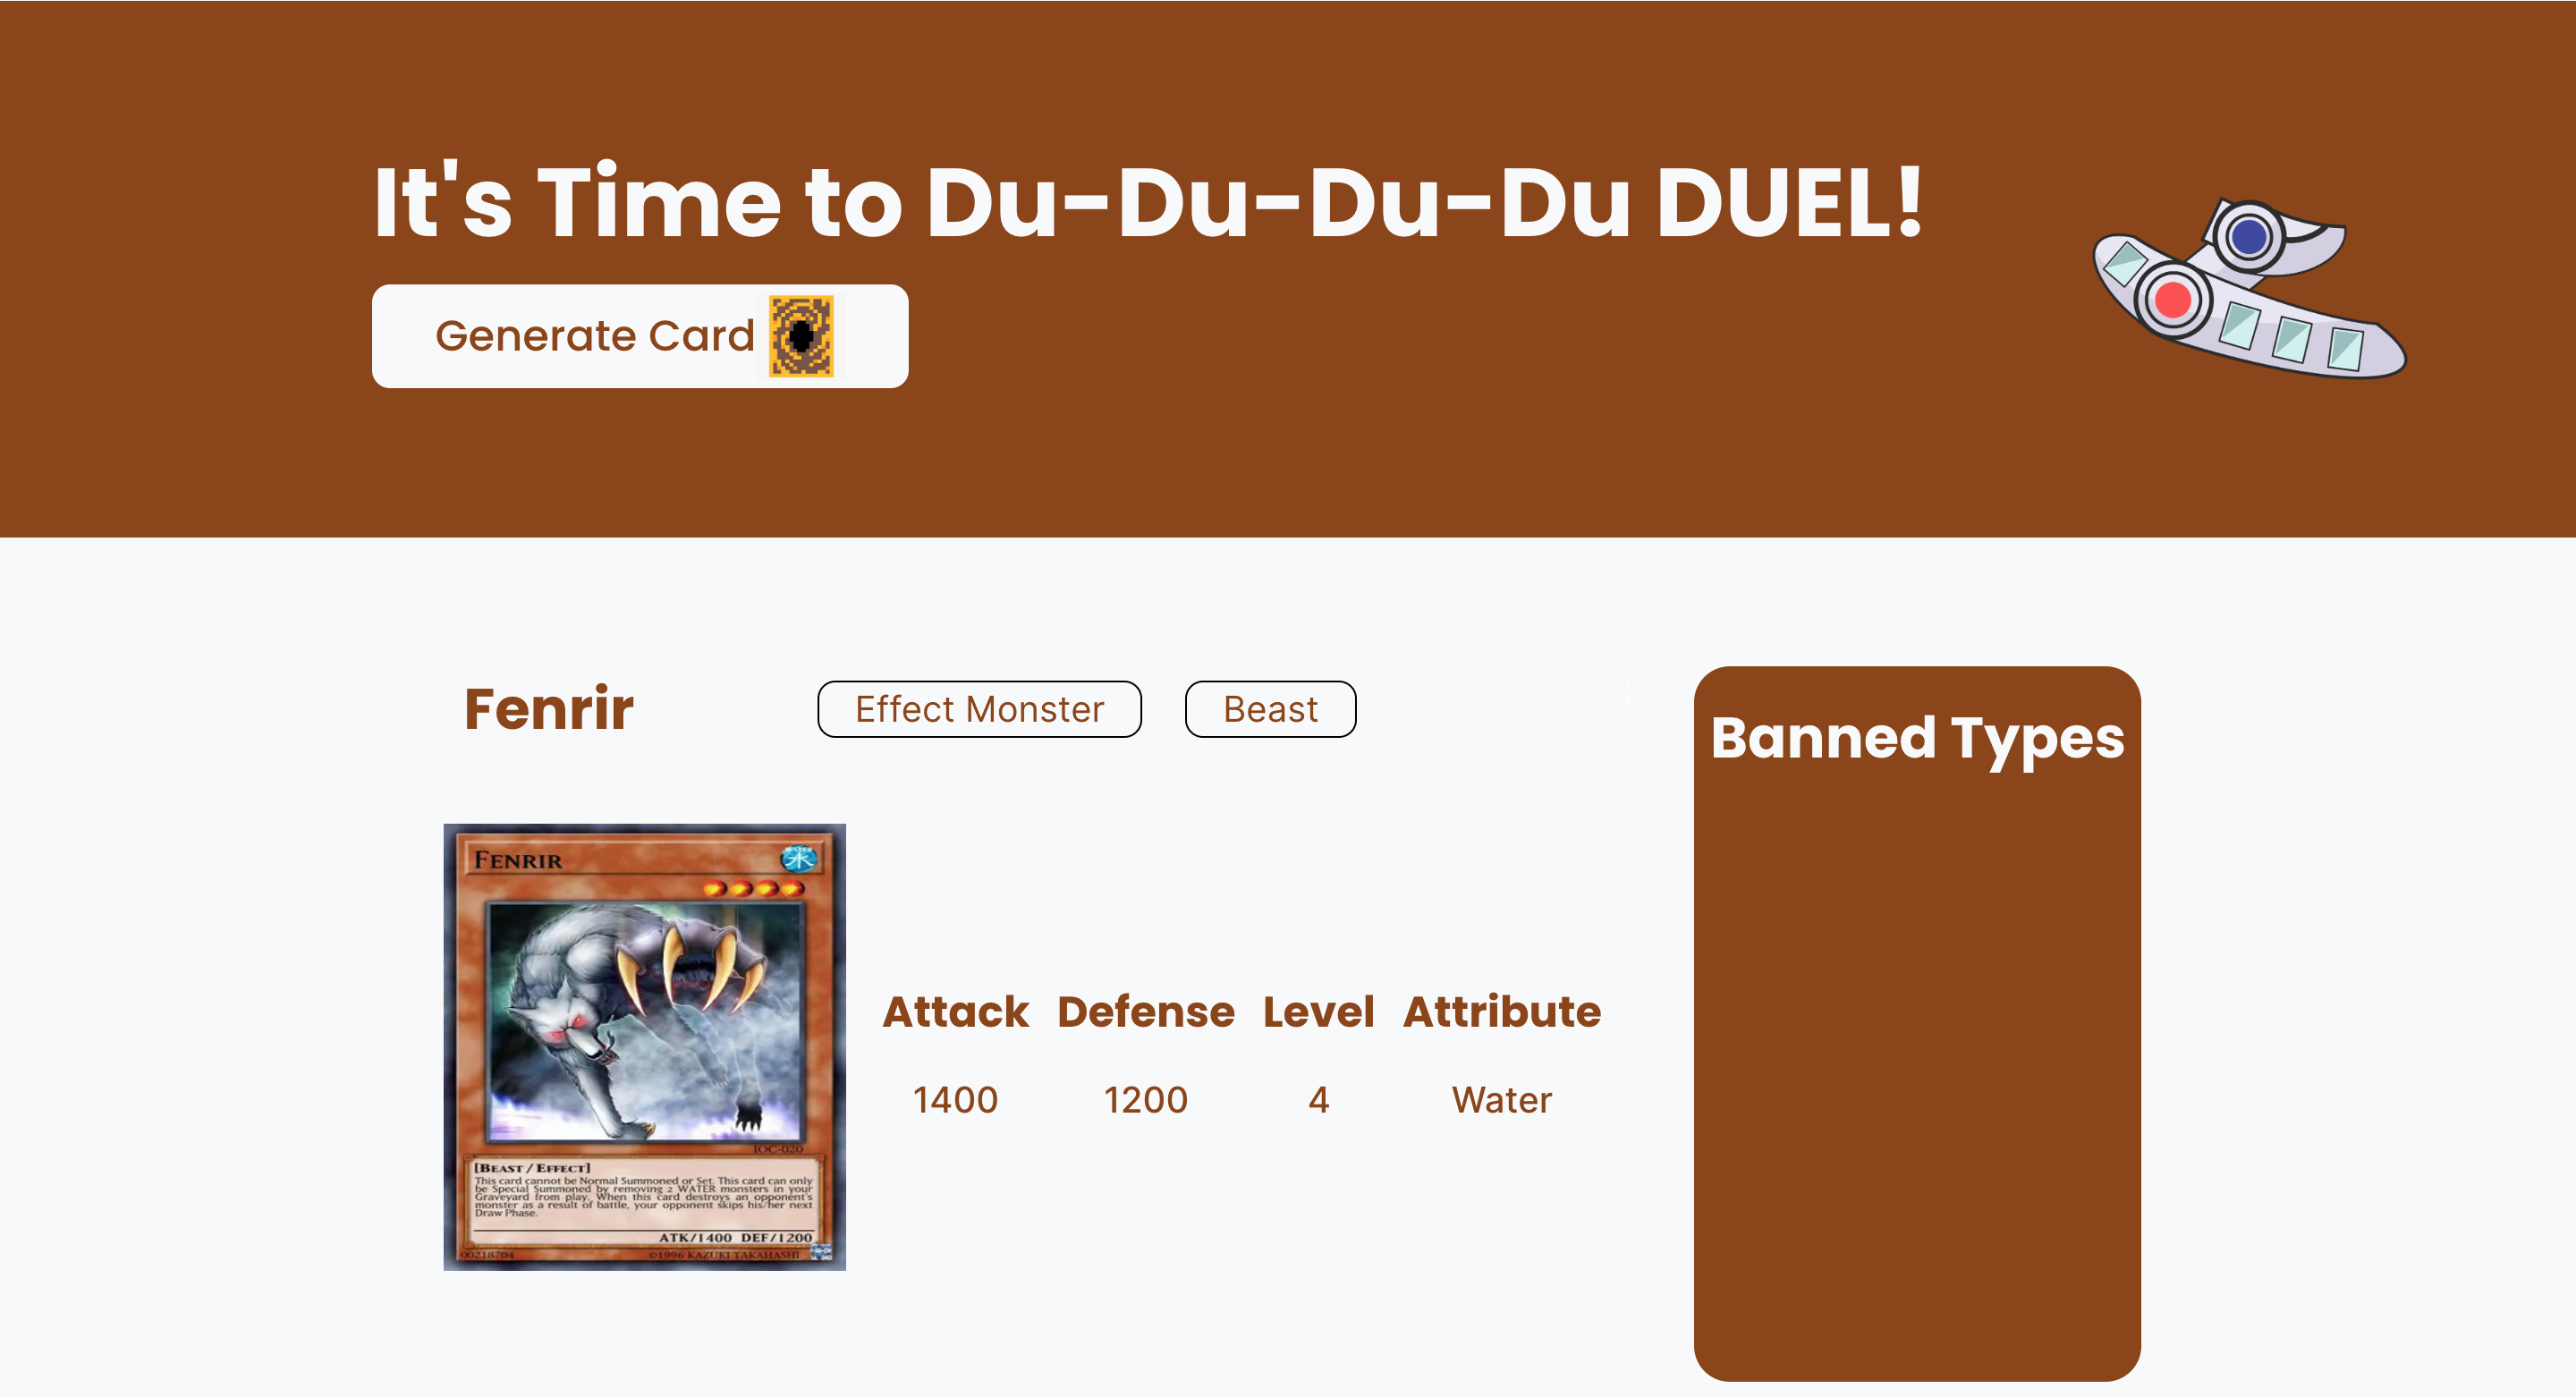 It's Time to Du-Du-Du-Du DUEL!
Generate Card
Fenrir
Effect Monster
Beast
Banned Types
FENRIR
WATER
水
Attack Defense Level Attribute
1400 1200 4 Water
IOC-020
[BEAST / EFFECT]
This card cannot be Normal Summoned or Set. This card can only
be Special Summoned by removing 2 WATER monsters in your
Graveyard from play. When this card destroys an opponent's
monster as a result of battle, your opponent skips his/her next
Draw Phase.
ATK/1400 DEF/1200
00218704 ©1996 KAZUKI TAKAHASHI